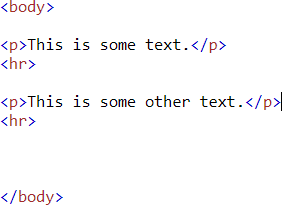 <body>
<p>This is some text.</p>
<hr>
<p>This is some other text.</p>
<hr>
</body>